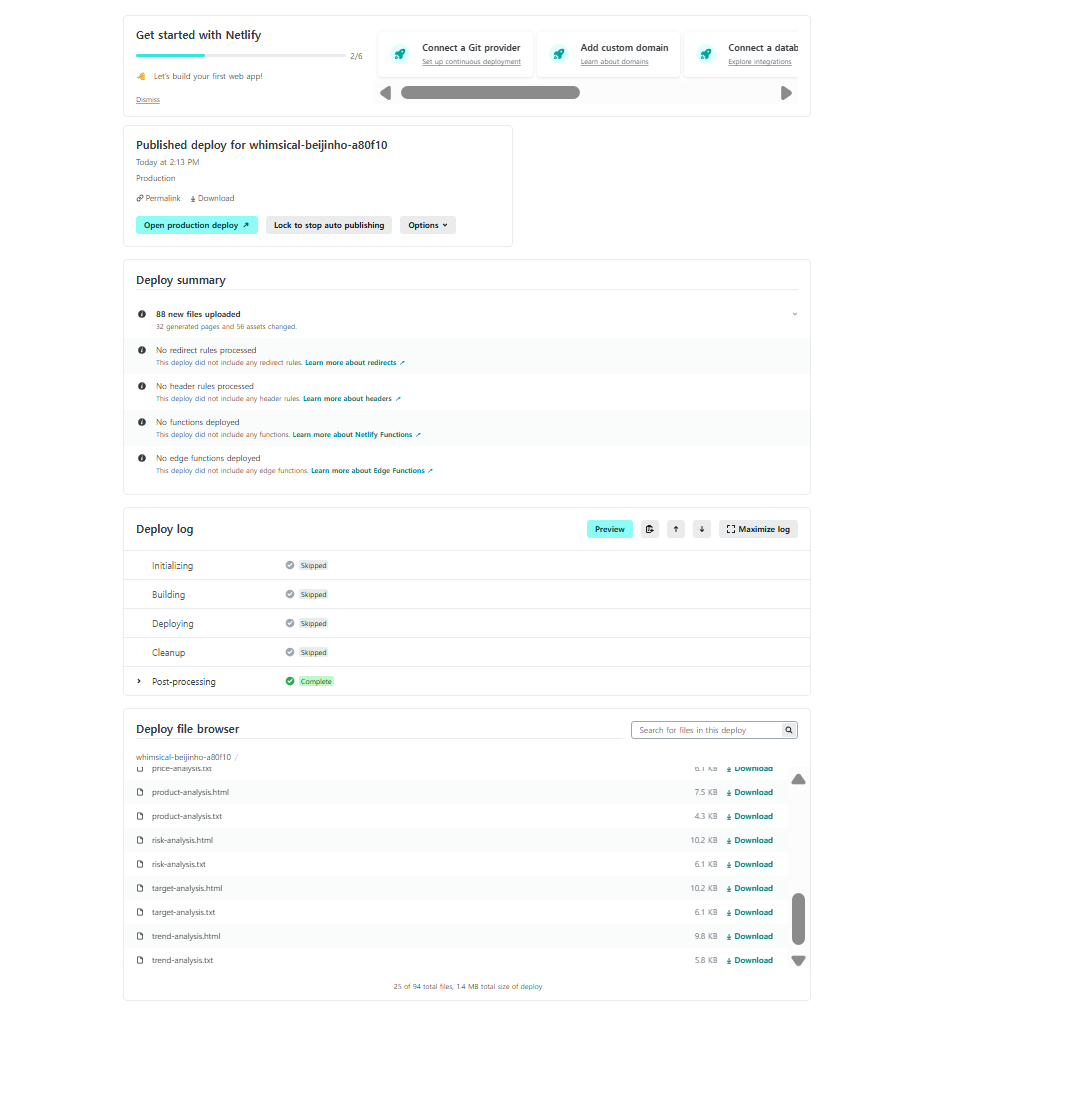 Get started with Netlify
2/6
Let's build your first web app!
Dismiss
Connect a Git provider
Set up continuous deployment
Add custom domain
Learn about domains
Connect a datab
Explore integrations
Published deploy for whimsical-beijinho-a80f10
Today at 2:13 PM
Production
Permalink Download
Open production deploy Lock to stop auto publishing Options
Deploy summary
88 new files uploaded
32 generated pages and 56 assets changed.
No redirect rules processed
This deploy did not include any redirect rules. Learn more about redirects
No header rules processed
This deploy did not include any header rules. Learn more about headers
No functions deployed
This deploy did not include any functions. Learn more about Netlify Functions
No edge functions deployed
This deploy did not include any edge functions. Learn more about Edge Functions
Deploy log
Preview Maximize log
Initializing Skipped
Building Skipped
Deploying Skipped
Cleanup Skipped
Post-processing Complete
Deploy file browser
Search for files in this deploy
whimsical-beijinho-a80f10 /
price-analysis.txt 6.1 KB Download
product-analysis.html 7.5 KB Download
product-analysis.txt 4.3 KB Download
risk-analysis.html 10.2 KB Download
risk-analysis.txt 6.1 KB Download
target-analysis.html 10.2 KB Download
target-analysis.txt 6.1 KB Download
trend-analysis.html 9.8 KB Download
trend-analysis.txt 5.8 KB Download
25 of 94 total files, 1.4 MB total size of deploy